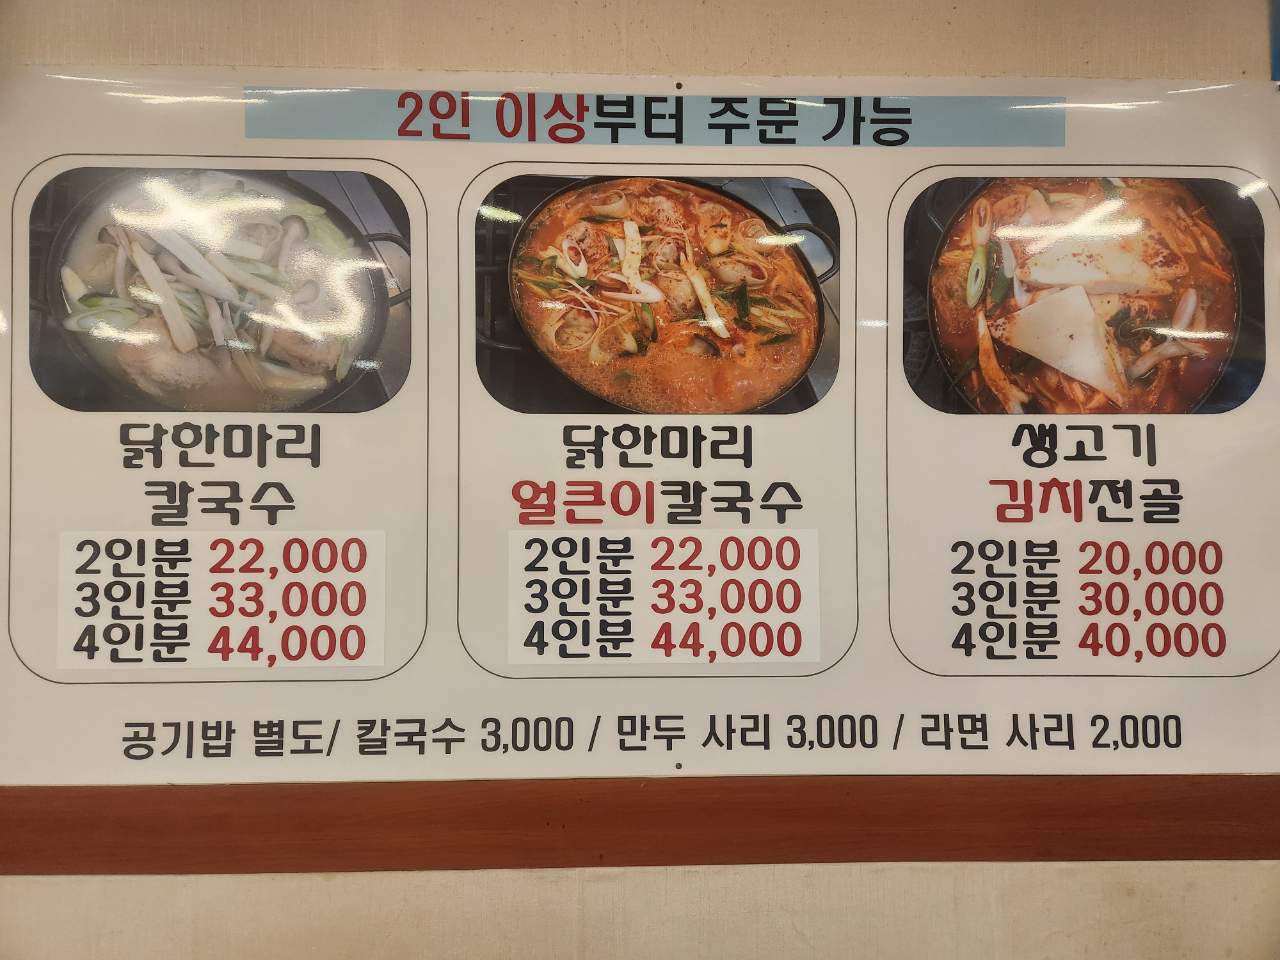 2인 이상부터 주문 가능
닭한마리
칼국수
2인분 22,000
3인분 33,000
4인분 44,000
닭한마리
얼큰이칼국수
2인분 22,000
3인분 33,000
4인분 44,000
생고기
김치전골
2인분 20,000
3인분 30,000
4인분 40,000
공기밥 별도/ 칼국수 3,000 / 만두 사리 3,000 / 라면 사리 2,000